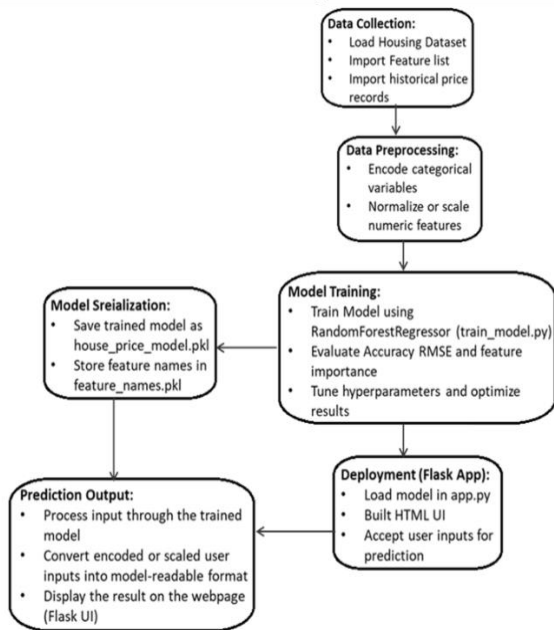 Data Collection:
• Load Housing Dataset
• Import Feature list
• Import historical price
records
Data Preprocessing:
• Encode categorical
variables
• Normalize or scale
numeric features
Model Training:
• Train Model using
RandomForestRegressor (train_model.py)
• Evaluate Accuracy RMSE and feature
importance
• Tune hyperparameters and optimize
results
Model Sreialization:
• Save trained model as
house_price_model.pkl
• Store feature names in
feature_names.pkl
Deployment (Flask App):
• Load model in app.py
• Built HTML UI
• Accept user inputs for
prediction
Prediction Output:
• Process input through the trained
model
• Convert encoded or scaled user
inputs into model-readable format
• Display the result on the webpage
(Flask UI)